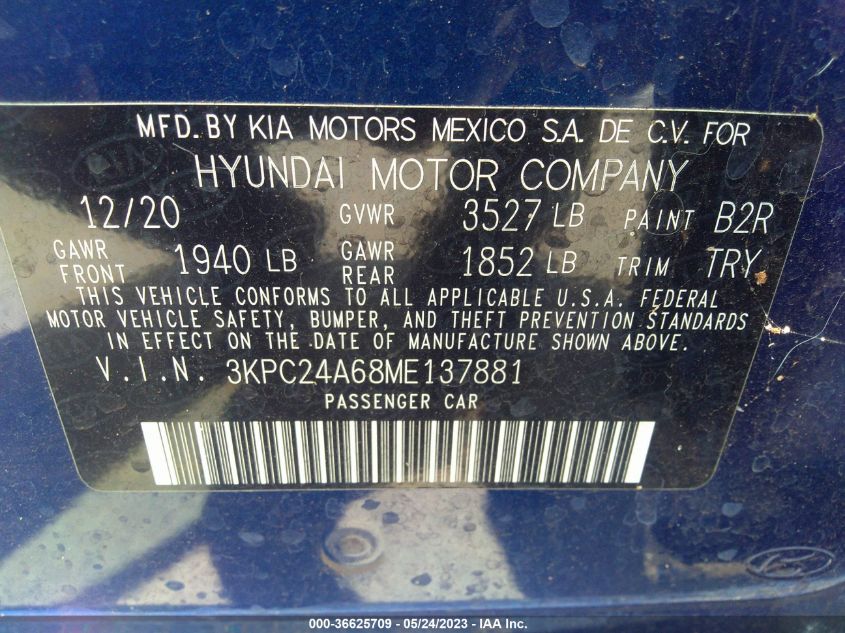 MFD. BY KIA MOTORS MEXICO S.A. DE C.V. FOR
HYUNDAI MOTOR COMPANY
12/20 GVWR 3527 LB PAINT B2R
GAWR FRONT 1940 LB GAWR REAR 1852 LB TRIM TRY
THIS VEHICLE CONFORMS TO ALL APPLICABLE U.S.A. FEDERAL
MOTOR VEHICLE SAFETY, BUMPER, AND THEFT PREVENTION STANDARDS
IN EFFECT ON THE DATE OF MANUFACTURE SHOWN ABOVE.
V.I.N. 3KPC24A68ME137881
PASSENGER CAR
000-36625709 - 05/24/2023 - IAA Inc.